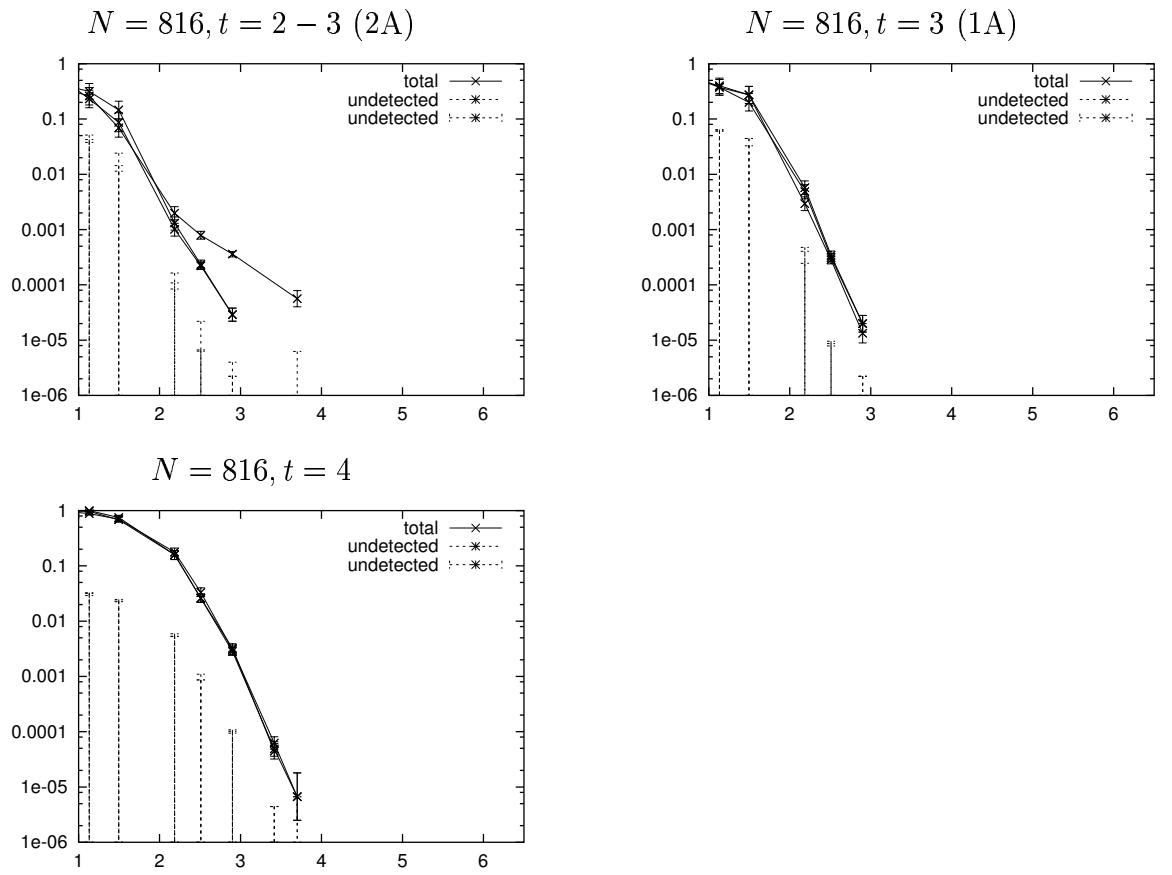 N = 816, t = 2 − 3 (2A)
1
0.1
0.01
0.001
0.0001
1e-05
1e-06
1 2 3 4 5 6
total
undetected
undetected
N = 816, t = 3 (1A)
1
0.1
0.01
0.001
0.0001
1e-05
1e-06
1 2 3 4 5 6
total
undetected
undetected
N = 816, t = 4
1
0.1
0.01
0.001
0.0001
1e-05
1e-06
1 2 3 4 5 6
total
undetected
undetected